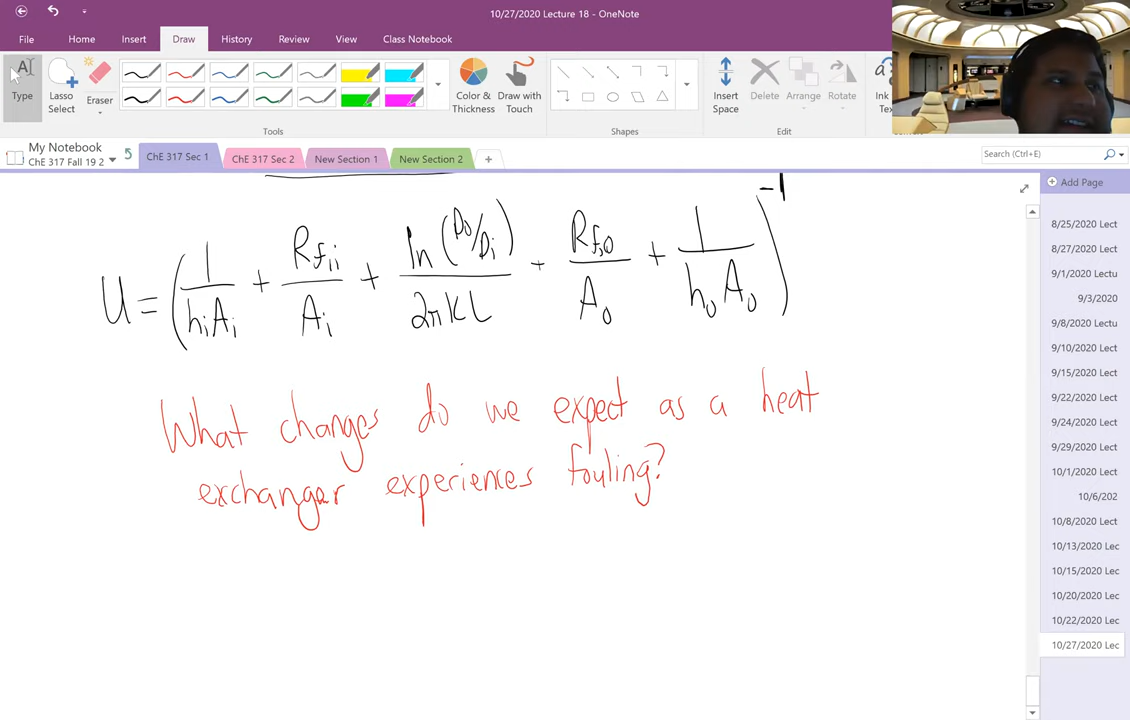 10/27/2020 Lecture 18 - OneNote
File Home Insert Draw History Review View Class Notebook
Type
Lasso Select
Eraser
Color & Thickness
Draw with Touch
Insert Space
Delete
Arrange
Rotate
Tools
Shapes
Edit
My Notebook
ChE 317 Fall 19 2
ChE 317 Sec 1
ChE 317 Sec 2
New Section 1
New Section 2
+
Search (Ctrl+E)
Add Page
8/25/2020 Lect
8/27/2020 Lect
9/1/2020 Lectu
9/3/2020
9/8/2020 Lectu
9/10/2020 Lect
9/15/2020 Lect
9/22/2020 Lect
9/24/2020 Lect
9/29/2020 Lect
10/1/2020 Lect
10/6/202
10/8/2020 Lect
10/13/2020 Lec
10/15/2020 Lec
10/20/2020 Lec
10/22/2020 Lec
10/27/2020 Lec
U = (1/(hiAi) + Rf,i/Ai + ln(Do/Di)/(2πKL) + Rf,o/Ao + 1/(hoAo))^-1
What changes do we expect as a heat
exchanger experiences fouling?